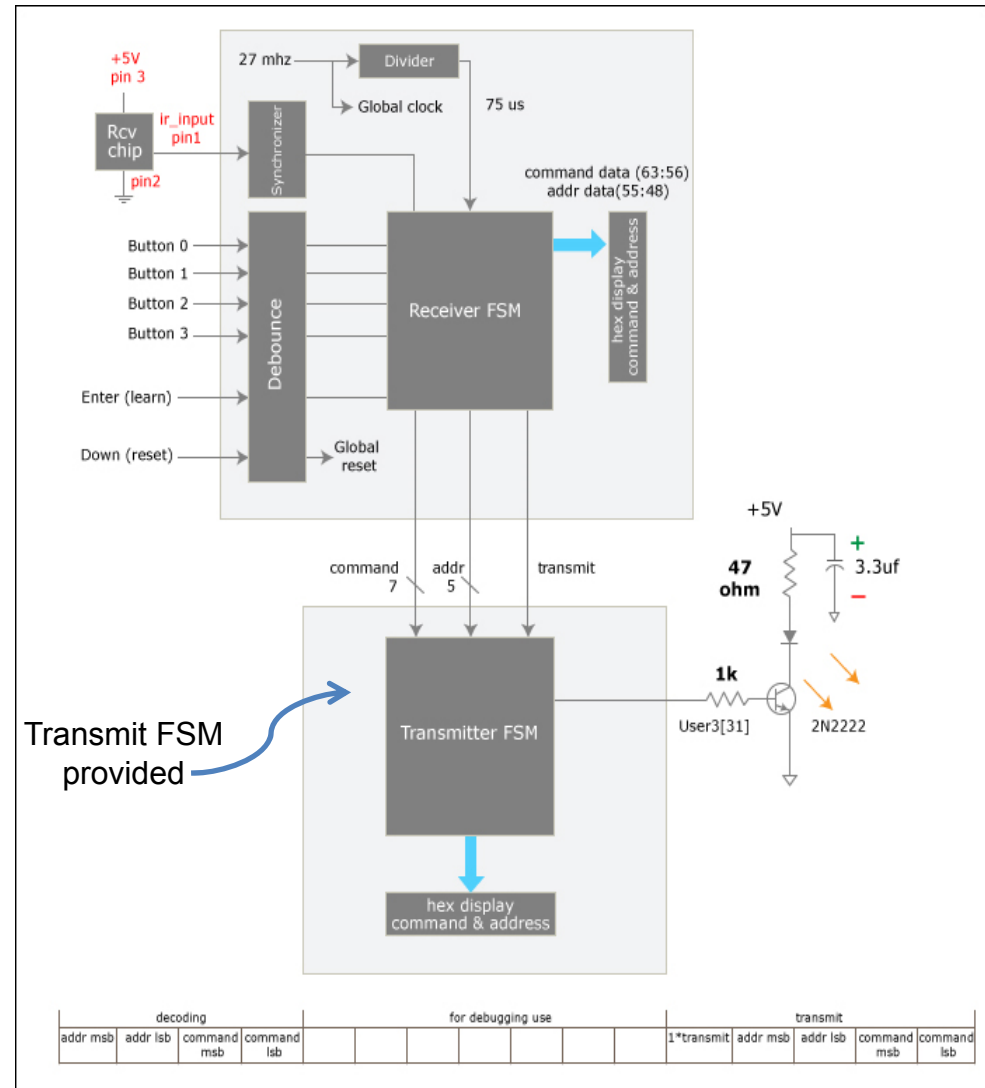 27 mhz
Divider
+5V
pin 3
Global clock
75 us
Rcv
chip
ir_input
pin1
pin2
Synchronizer
command data (63:56)
addr data(55:48)
Button 0
Button 1
Button 2
Button 3
Enter (learn)
Down (reset)
Debounce
Receiver FSM
hex display
command & address
Global
reset
command
7
addr
5
transmit
+5V
+
3.3uf
47
ohm
−
1k
User3[31]
2N2222
Transmit FSM
provided
Transmitter FSM
hex display
command & address
decoding
for debugging use
transmit
addr msb
addr lsb
command
msb
command
lsb
1*transmit
addr msb
addr lsb
command
msb
command
lsb